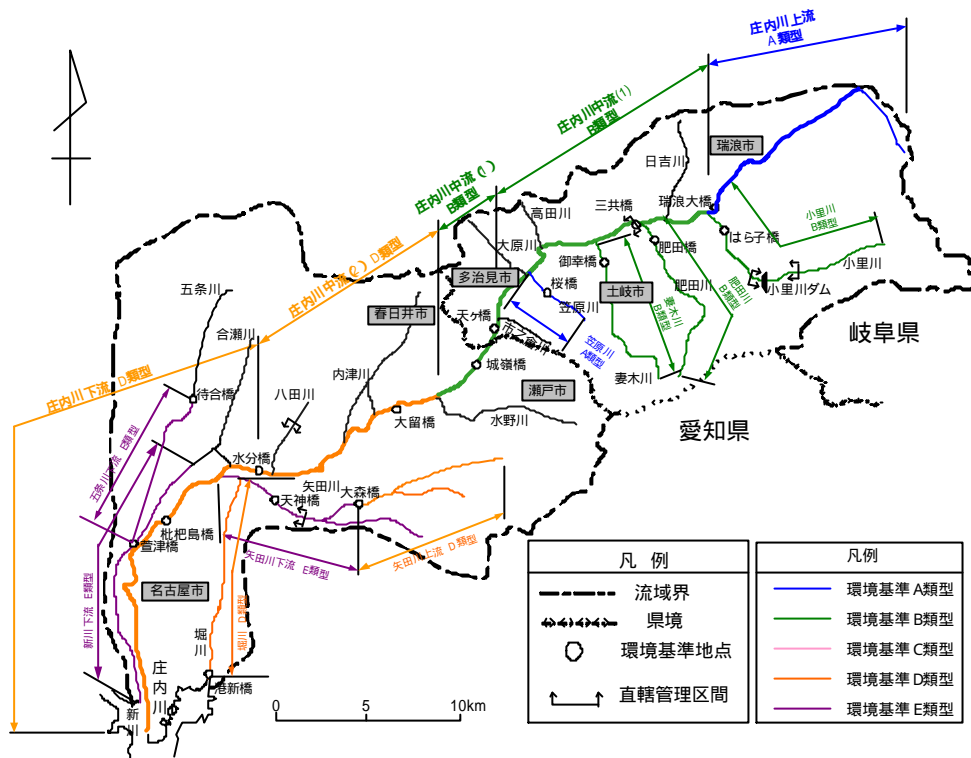 庄内川上流
A類型
庄内川中流(1)
B類型
庄内川中流(1)
B類型
庄内川中流(2) D類型
庄内川下流 D類型
瑞浪市
日吉川
瑞浪大橋
三共橋
高田川
小里川
B類型
はら子橋
肥田橋
大原川
御幸橋
小里川
多治見市
桜橋
土岐市
肥田川
肥田川
B類型
小里川ダム
五条川
笠原川
妻木川
B類型
岐阜県
春日井市
天ヶ橋
市之倉川
笠原川
A類型
合瀬川
内津川
城嶺橋
妻木川
待合橋
八田川
瀬戸市
大留橋
水野川
愛知県
水分橋
五条川下流 E類型
矢田川
大森橋
天神橋
枇杷島橋
萱津橋
矢田川下流 E類型
矢田川上流 D類型
名古屋市
新川下流 E類型
堀川 D類型
堀川
庄内川
港新橋
新川
0 5 10km
凡 例
流域界
県境
環境基準地点
直轄管理区間
凡例
環境基準A類型
環境基準B類型
環境基準C類型
環境基準D類型
環境基準E類型